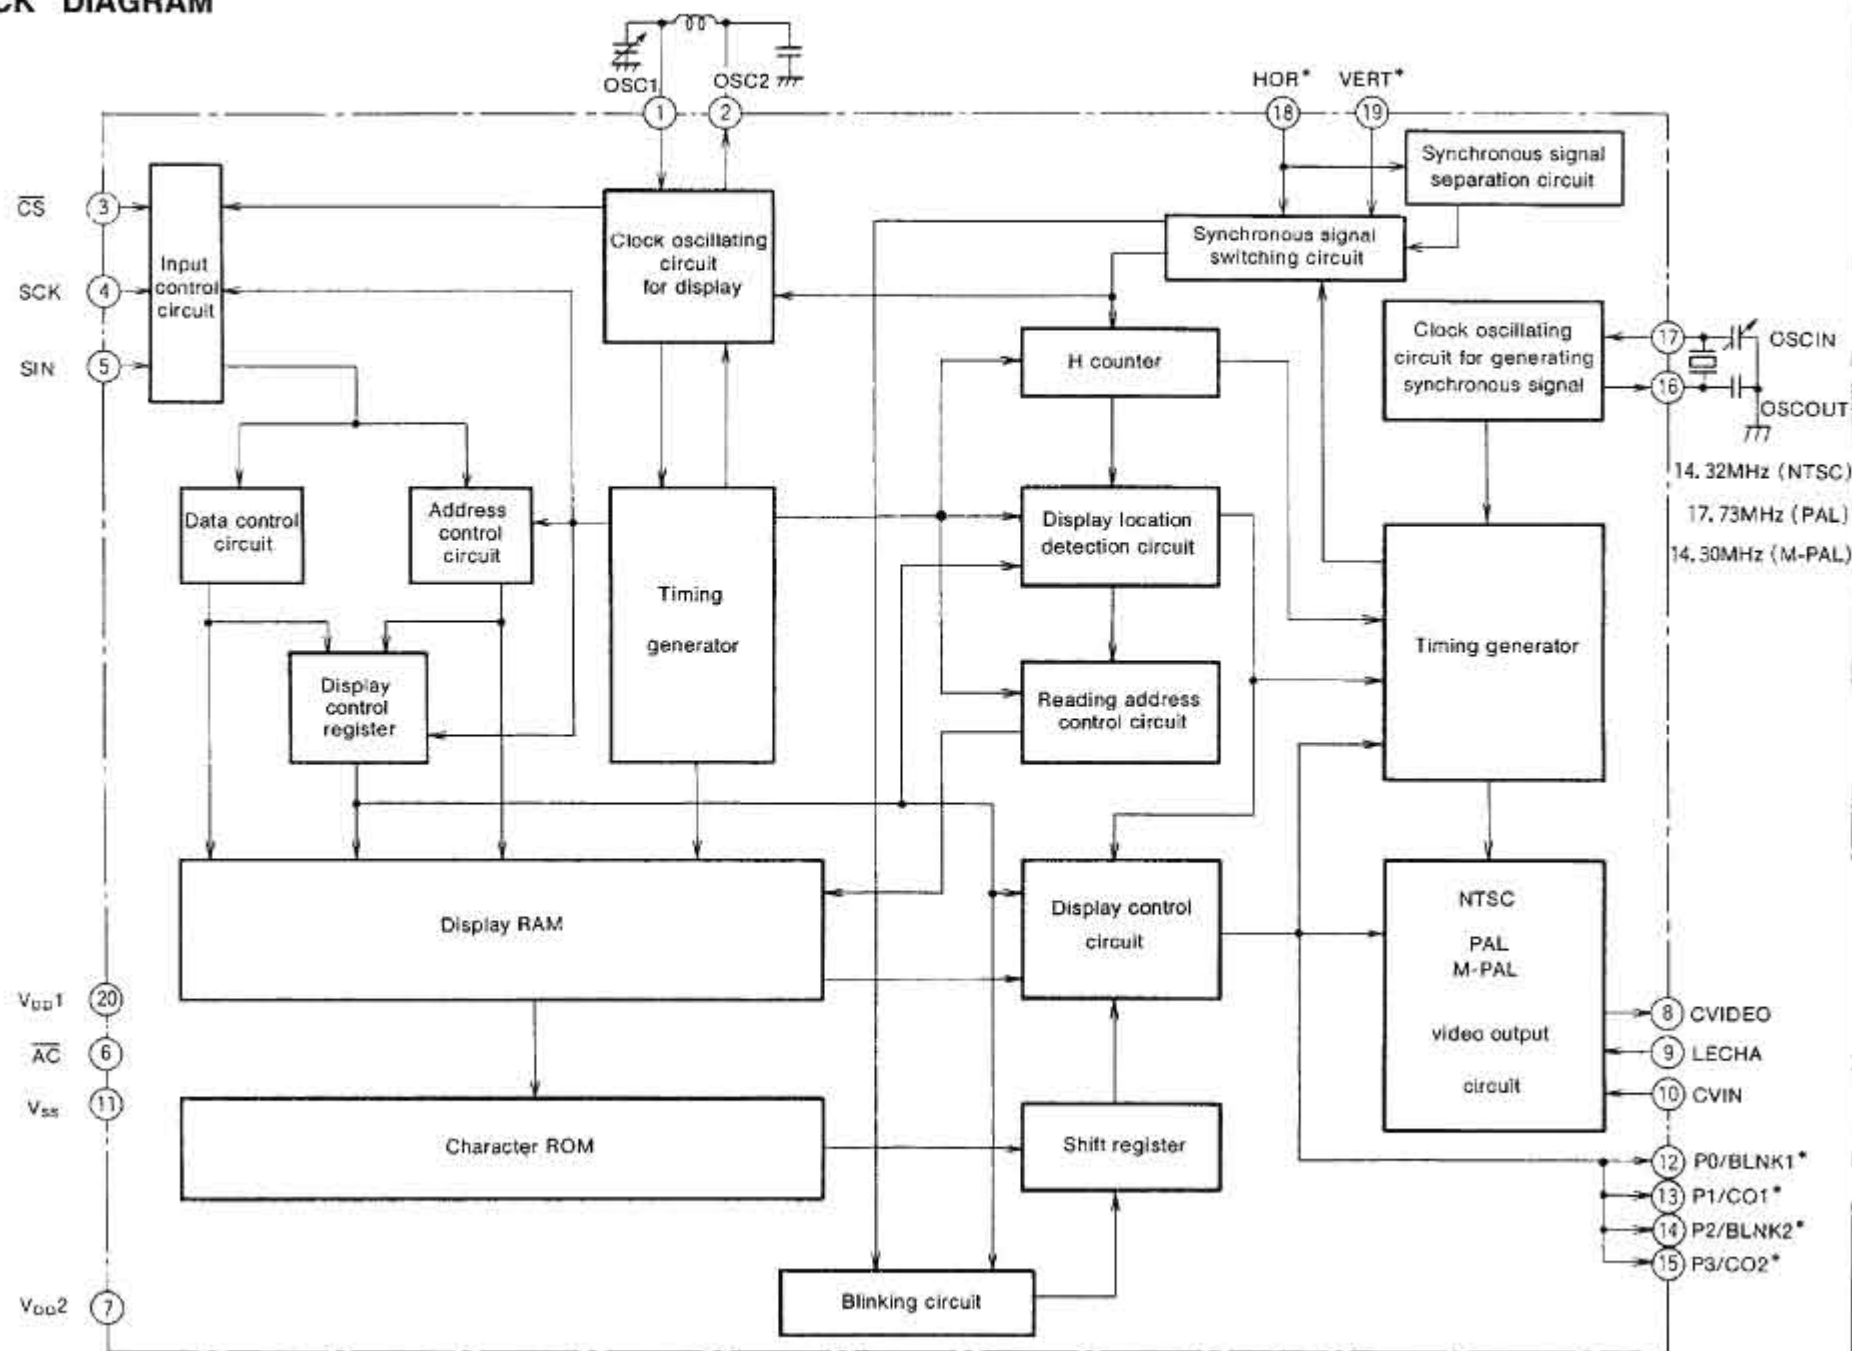 CK DIAGRAM
OSC1
OSC2
HOR*
VERT*
1
2
18
19
Synchronous signal
separation circuit
CS
3
Input
control
circuit
Clock oscillating
circuit
for display
Synchronous signal
switching circuit
SCK
4
SIN
5
H counter
Clock oscillating
circuit for generating
synchronous signal
17
OSCIN
16
OSCOUT
14.32MHz (NTSC)
17.73MHz (PAL)
14.30MHz (M-PAL)
Data control
circuit
Address
control
circuit
Timing
generator
Display location
detection circuit
Timing generator
Display
control
register
Reading address
control circuit
Display RAM
Display control
circuit
NTSC
PAL
M-PAL
video output
circuit
VDD1
20
AC
6
VSS
11
8
CVIDEO
9
LECHA
10
CVIN
Character ROM
Shift register
12
P0/BLNK1*
13
P1/CO1*
14
P2/BLNK2*
15
P3/CO2*
VDD2
7
Blinking circuit